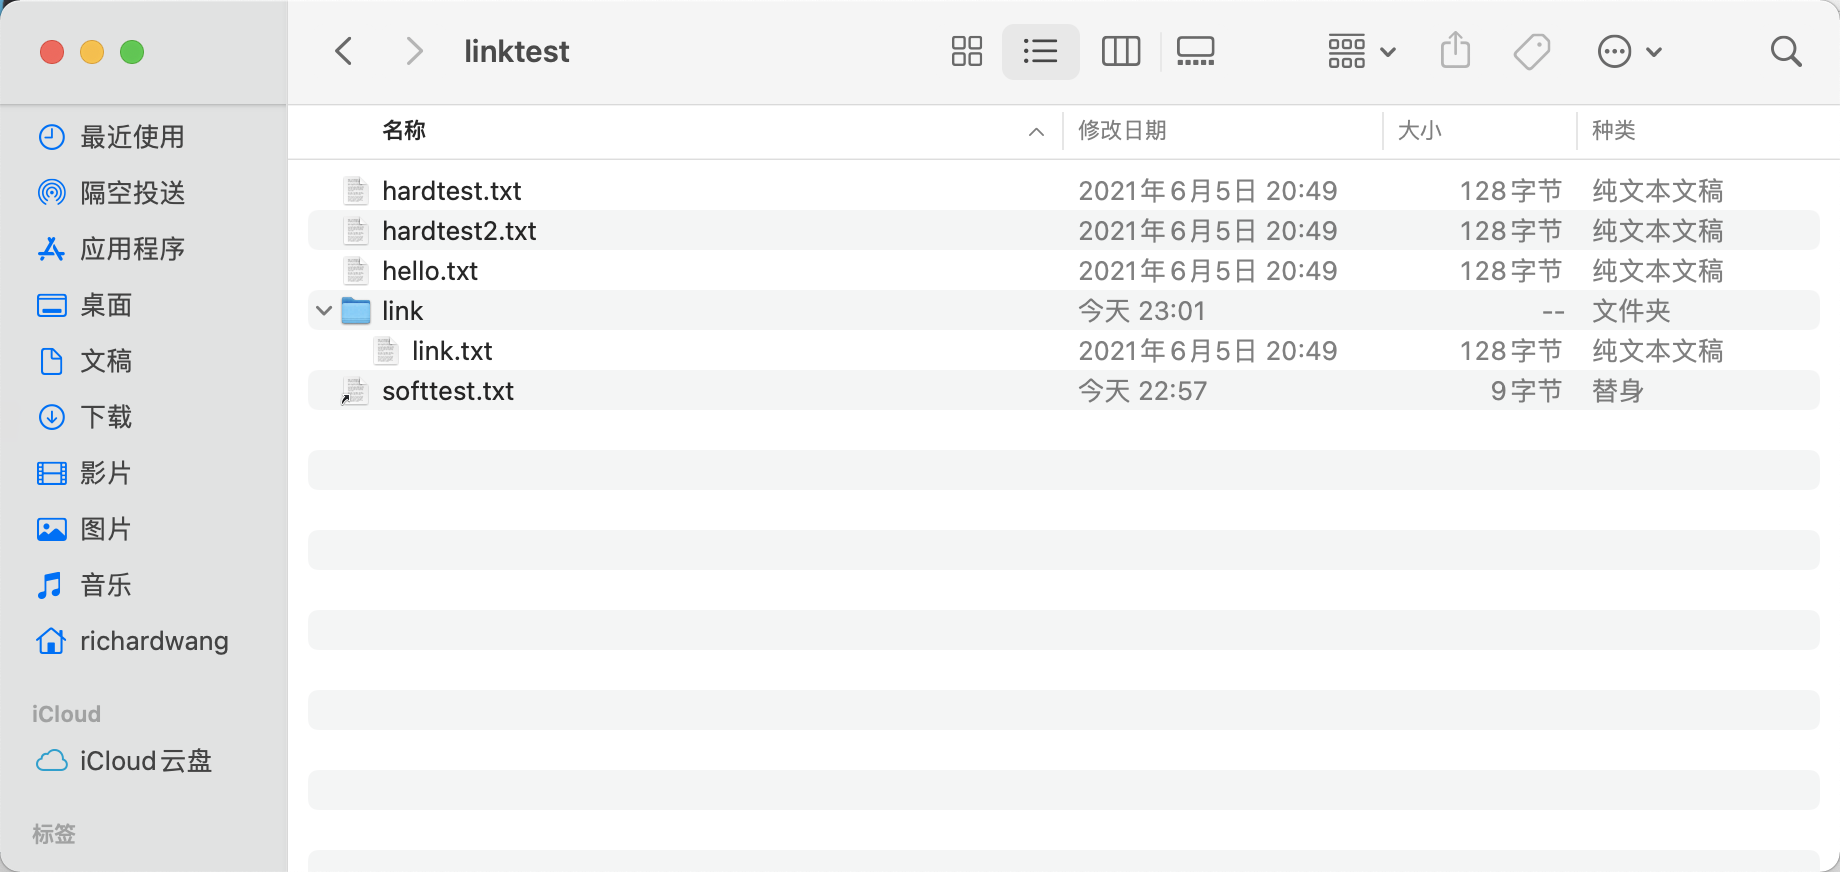 linktest
最近使用
隔空投送
应用程序
桌面
文稿
下载
影片
图片
音乐
richardwang
iCloud
iCloud云盘
标签
名称 修改日期 大小 种类
hardtest.txt 2021年6月5日 20:49 128字节 纯文本文稿
hardtest2.txt 2021年6月5日 20:49 128字节 纯文本文稿
hello.txt 2021年6月5日 20:49 128字节 纯文本文稿
link 今天 23:01 -- 文件夹
link.txt 2021年6月5日 20:49 128字节 纯文本文稿
softtest.txt 今天 22:57 9字节 替身